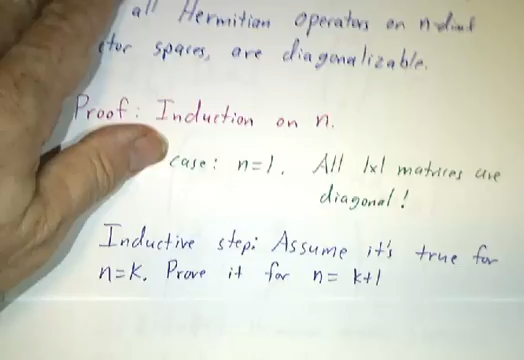 all Hermitian operators on n-dim'l
ctor spaces, are diagonalizable.
Proof: Induction on n.
case: n=1. All 1x1 matrices are
diagonal!
Inductive step: Assume it's true for
n=k. Prove it for n= k+1